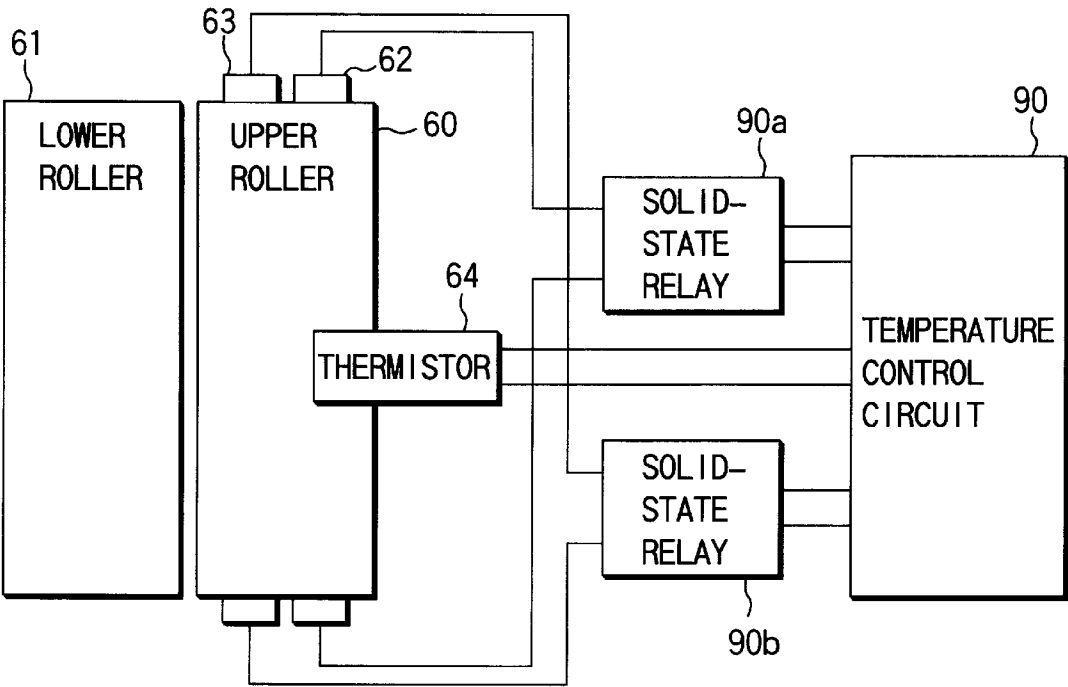 61
LOWER
ROLLER
63
62
UPPER
ROLLER
60
64
THERMISTOR
90a
SOLID-
STATE
RELAY
SOLID-
STATE
RELAY
90b
90
TEMPERATURE
CONTROL
CIRCUIT